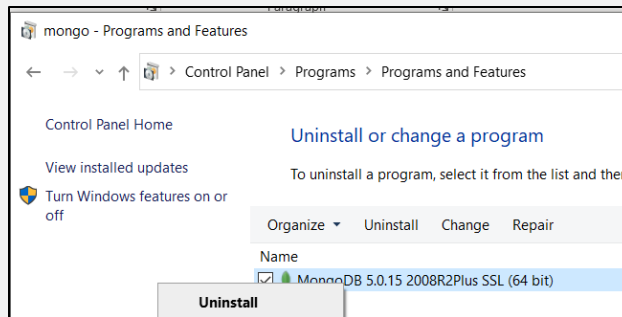 mongo - Programs and Features
Control Panel > Programs > Programs and Features
Control Panel Home
Uninstall or change a program
View installed updates
To uninstall a program, select it from the list and then
Turn Windows features on or
off
Organize Uninstall Change Repair
Name
MongoDB 5.0.15 2008R2Plus SSL (64 bit)
Uninstall